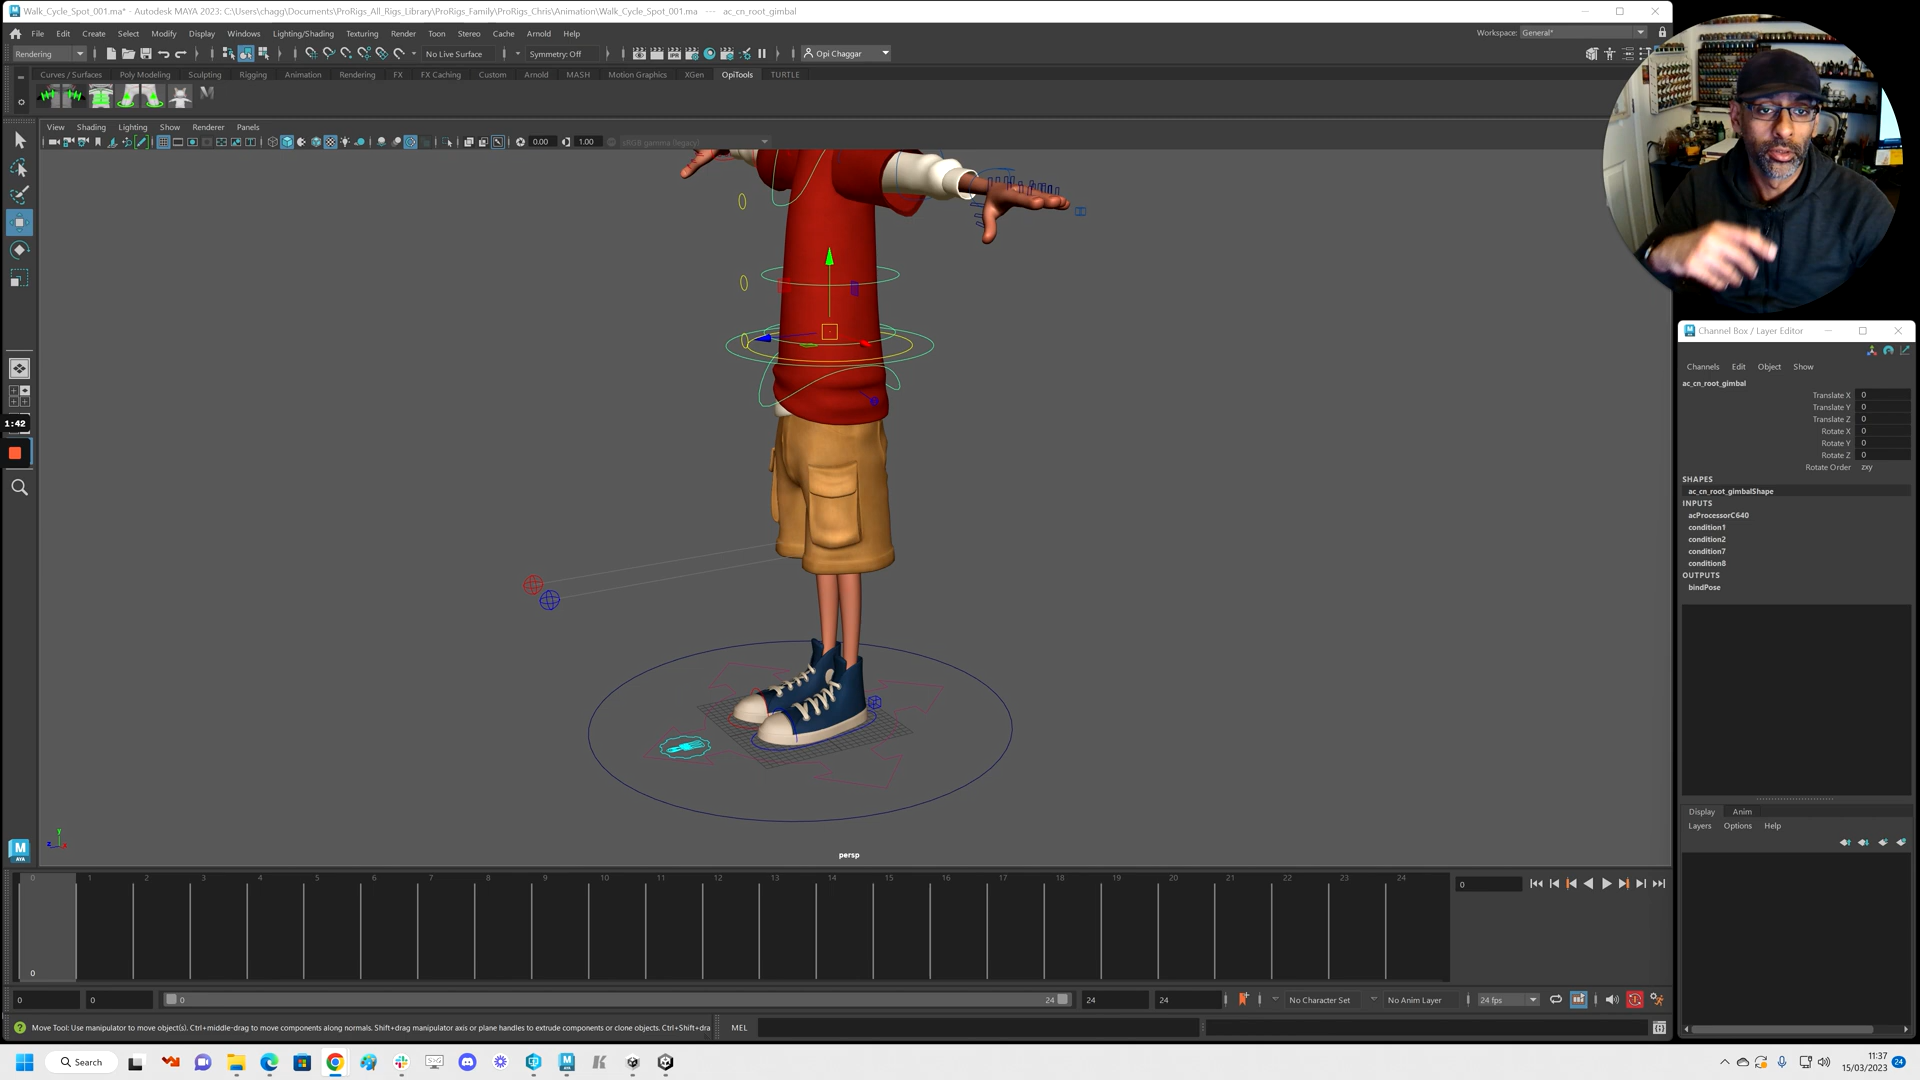 Walk_Cycle_Spot_001.ma* - Autodesk MAYA 2023: C:\Users\chagg\Documents\ProRigs_All_Rigs_Library\ProRigs_Family\ProRigs_Chris\Animation\Walk_Cycle_Spot_001.ma --- ac_cn_root_gimbal
File Edit Create Select Modify Display Windows Lighting/Shading Texturing Render Toon Stereo Cache Arnold Help
Workspace: General*
Rendering
No Live Surface
Symmetry: Off
Opi Chaggar
Curves / Surfaces Poly Modeling Sculpting Rigging Animation Rendering FX FX Caching Custom Arnold MASH Motion Graphics XGen OpiTools TURTLE
View Shading Lighting Show Renderer Panels
0.00 1.00 sRGB gamma (legacy)
Channel Box / Layer Editor
Channels Edit Object Show
ac_cn_root_gimbal
Translate X 0
Translate Y 0
Translate Z 0
Rotate X 0
Rotate Y 0
Rotate Z 0
Rotate Order zxy
SHAPES
ac_cn_root_gimbalShape
INPUTS
acProcessorC640
condition1
condition2
condition7
condition8
OUTPUTS
bindPose
1:42
Display Anim
Layers Options Help
M
AYA
y
z x
persp
0 1 2 3 4 5 6 7 8 9 10 11 12 13 14 15 16 17 18 19 20 21 22 23 24
0
0
0 0 0 24 24 24 No Character Set No Anim Layer 24 fps
Move Tool: Use manipulator to move object(s). Ctrl+middle-drag to move components along normals. Shift+drag manipulator axis or plane handles to extrude components or clone objects. Ctrl+Shift+dra
MEL
Search
11:37
15/03/2023
24